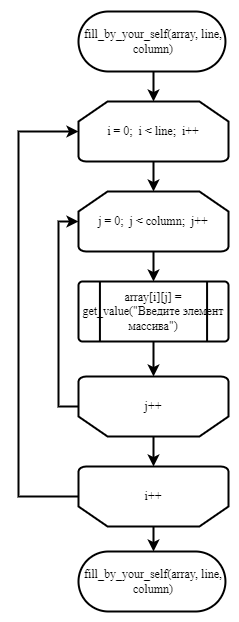 fill_by_your_self(array, line,
column)
i = 0; i < line; i++
j = 0; j < column; j++
array[i][j] =
get_value("Введите элемент
массива")
j++
i++
fill_by_your_self(array, line,
column)